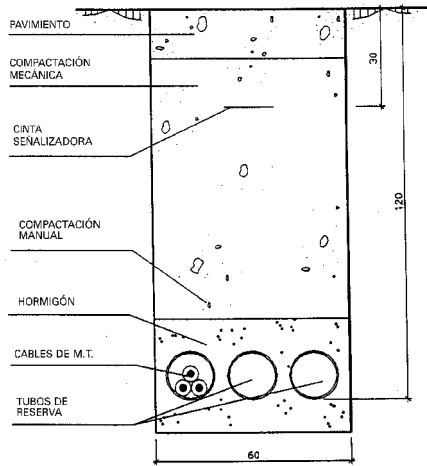 PAVIMENTO
COMPACTACIÓN
MECÁNICA
CINTA
SEÑALIZADORA
COMPACTACIÓN
MANUAL
HORMIGÓN
CABLES DE M.T.
TUBOS DE
RESERVA
30
120
60